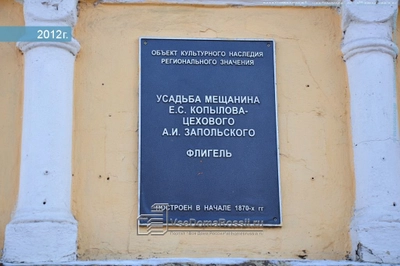 2012г.
ОБЪЕКТ КУЛЬТУРНОГО НАСЛЕДИЯ
РЕГИОНАЛЬНОГО ЗНАЧЕНИЯ
УСАДЬБА МЕЩАНИНА
Е.С. КОПЫЛОВА-
ЦЕХОВОГО
А.И. ЗАПОЛЬСКОГО
ФЛИГЕЛЬ
ПОСТРОЕН В НАЧАЛЕ 1870-х гг
VseDomaRossii.ru